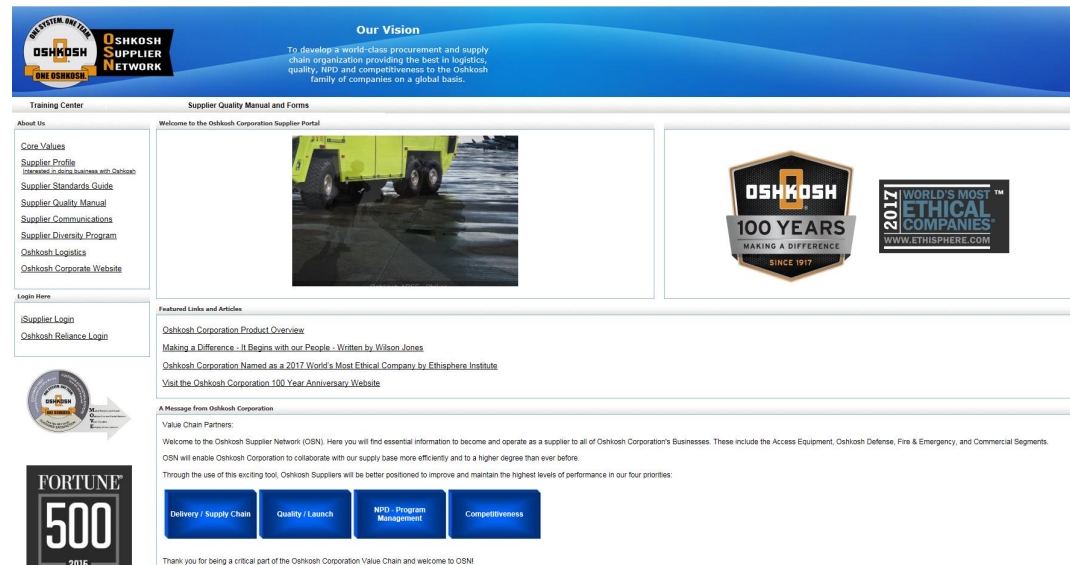 ONE SYSTEM. ONE TEAM.
OSHKOSH
ONE OSHKOSH.
OSHKOSH
SUPPLIER
NETWORK
Our Vision
To develop a world-class procurement and supply
chain organization providing the best in logistics,
quality, NPD and competitiveness to the Oshkosh
family of companies on a global basis.
Training Center
Supplier Quality Manual and Forms
About Us
Core Values
Supplier Profile
Interested in doing business with Oshkosh
Supplier Standards Guide
Supplier Quality Manual
Supplier Communications
Supplier Diversity Program
Oshkosh Logistics
Oshkosh Corporate Website
Login Here
iSupplier Login
Oshkosh Reliance Login
OSHKOSH
ONE OSHKOSH.
FORTUNE®
500
2016
Welcome to the Oshkosh Corporation Supplier Portal
OSHKOSH
100 YEARS
MAKING A DIFFERENCE
SINCE 1917
2017
WORLD'S MOST
ETHICAL
COMPANIES®
™
WWW.ETHISPHERE.COM
Featured Links and Articles
Oshkosh Corporation Product Overview
Making a Difference - It Begins with our People - Written by Wilson Jones
Oshkosh Corporation Named as a 2017 World's Most Ethical Company by Ethisphere Institute
Visit the Oshkosh Corporation 100 Year Anniversary Website
A Message from Oshkosh Corporation
Value Chain Partners:
Welcome to the Oshkosh Supplier Network (OSN). Here you will find essential information to become and operate as a supplier to all of Oshkosh Corporation's Businesses. These include the Access Equipment, Oshkosh Defense, Fire & Emergency, and Commercial Segments.
OSN will enable Oshkosh Corporation to collaborate with our supply base more efficiently and to a higher degree than ever before.
Through the use of this exciting tool, Oshkosh Suppliers will be better positioned to improve and maintain the highest levels of performance in our four priorities:
Delivery / Supply Chain
Quality / Launch
NPD - Program
Management
Competitiveness
Thank you for being a critical part of the Oshkosh Corporation Value Chain and welcome to OSN!